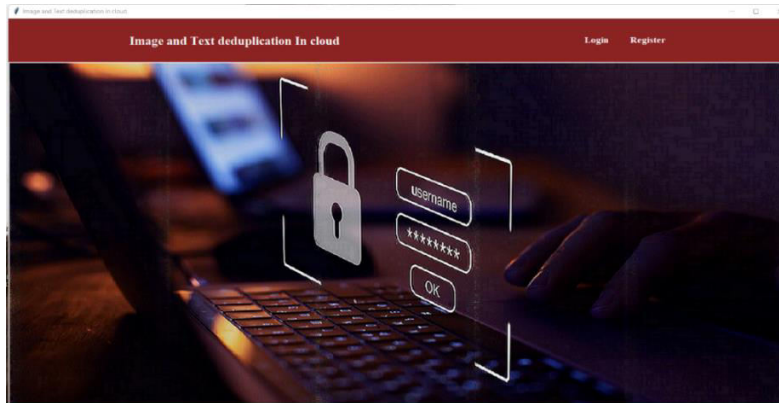 Image and Text deduplication In cloud
Image and Text deduplication In cloud
Login Register
username
********
OK